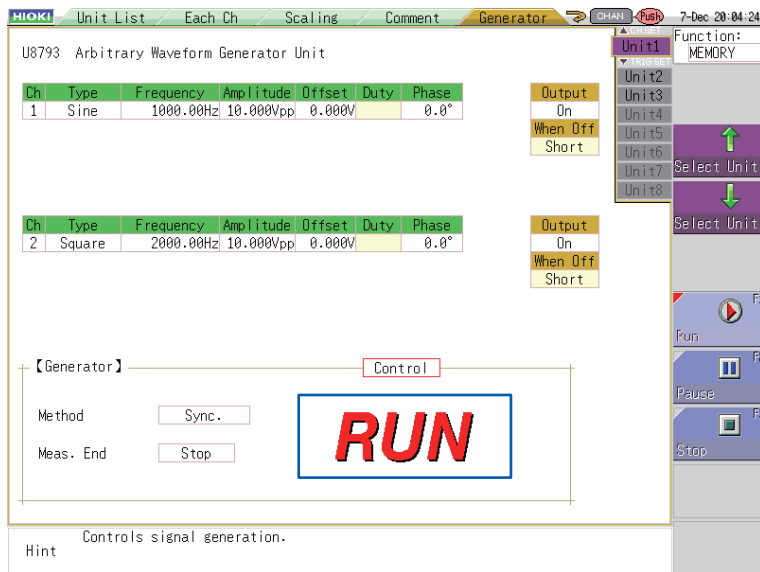 HIOKI Unit List Each Ch Scaling Comment Generator CHAN Push 7-Dec 20:04:24
U8793 Arbitrary Waveform Generator Unit
Ch Type Frequency Amplitude Offset Duty Phase
1 Sine 1000.00Hz 10.000Vpp 0.000V 0.0°
Output
On
When Off
Short
Ch Type Frequency Amplitude Offset Duty Phase
2 Square 2000.00Hz 10.000Vpp 0.000V 0.0°
Output
On
When Off
Short
【Generator】 Control
Method Sync.
Meas. End Stop
RUN
Controls signal generation.
Hint
▲CH.SET
Unit1
▼TRIG.SET
Unit2
Unit3
Unit4
Unit5
Unit6
Unit7
Unit8
Function:
MEMORY
Select Unit
Select Unit
Run
Pause
Stop